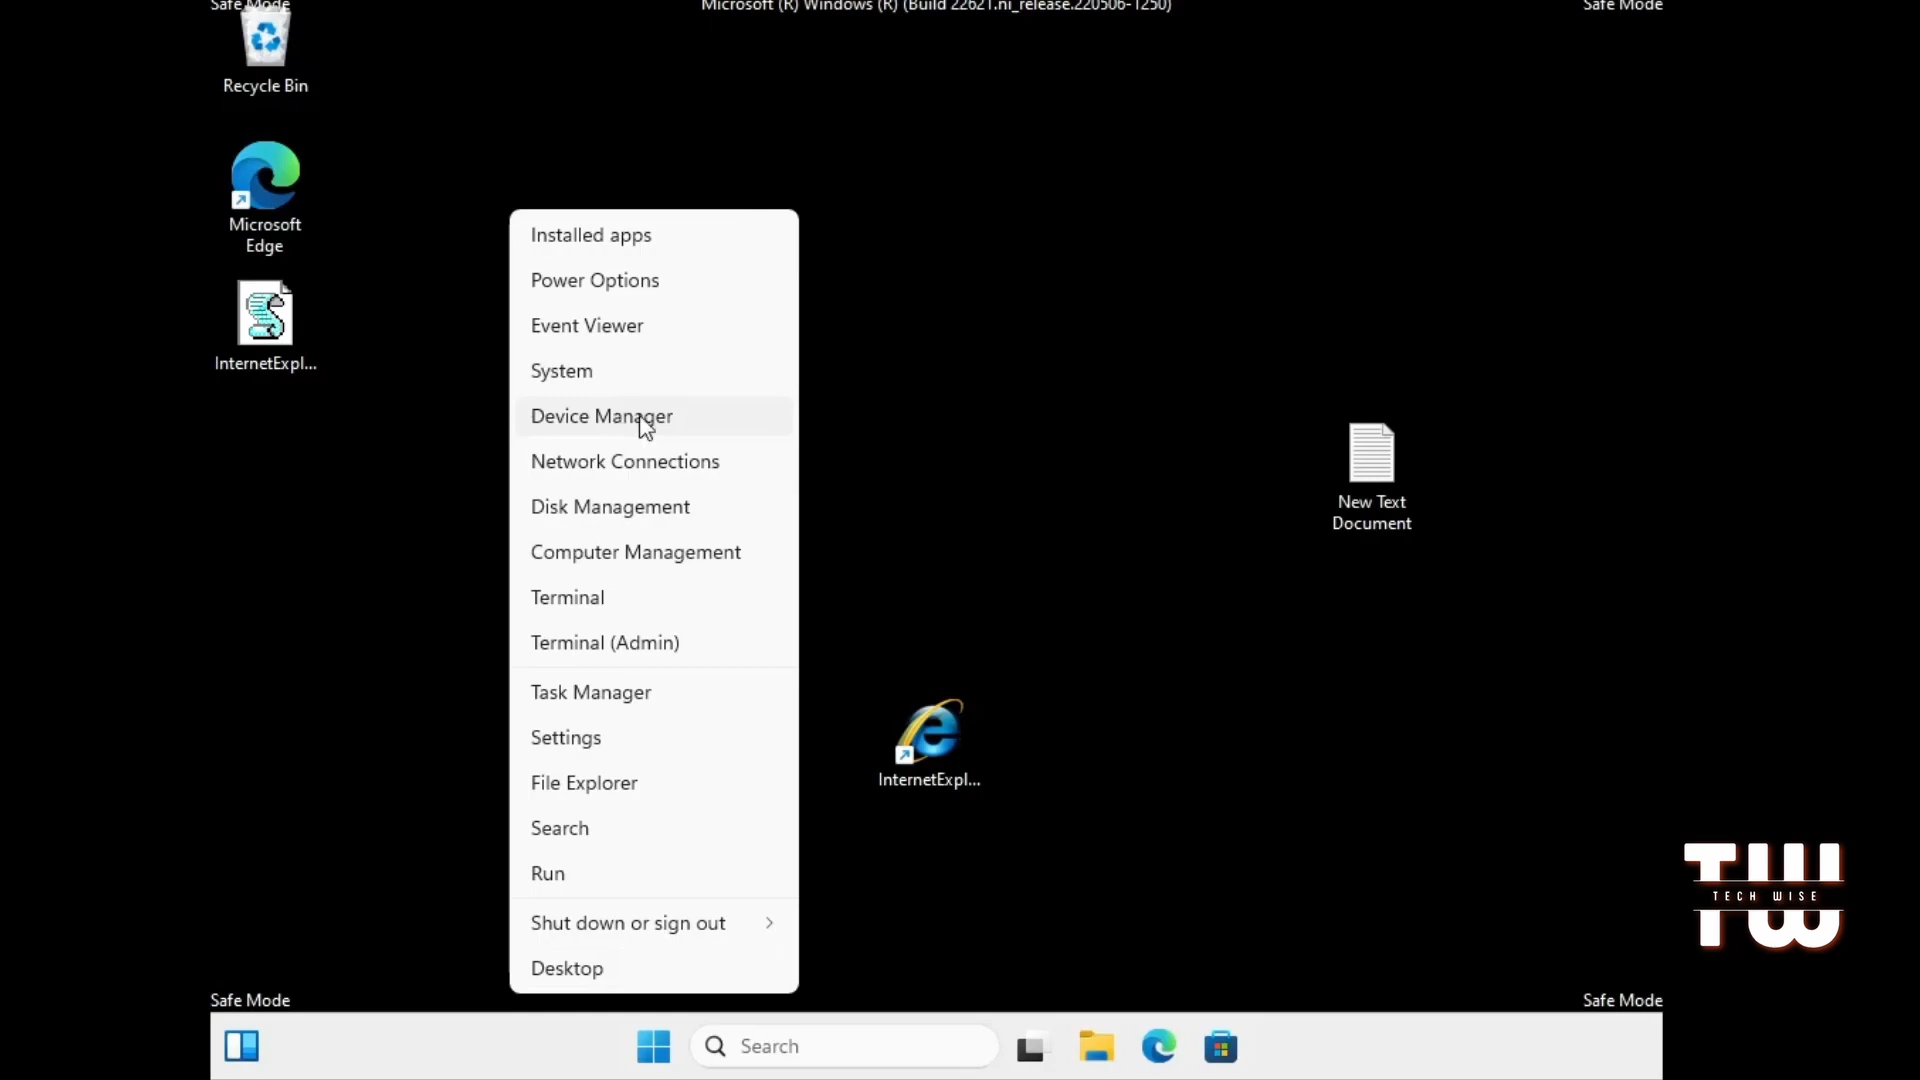 Safe Mode
Microsoft (R) Windows (R) (Build 22621.ni_release.220506-1250)
Safe Mode
Recycle Bin
Microsoft
Edge
InternetExpl...
Installed apps
Power Options
Event Viewer
System
Device Manager
Network Connections
Disk Management
Computer Management
Terminal
Terminal (Admin)
Task Manager
Settings
File Explorer
Search
Run
Shut down or sign out
Desktop
New Text
Document
InternetExpl...
TW
TECH WISE
TW
Safe Mode
Safe Mode
Search